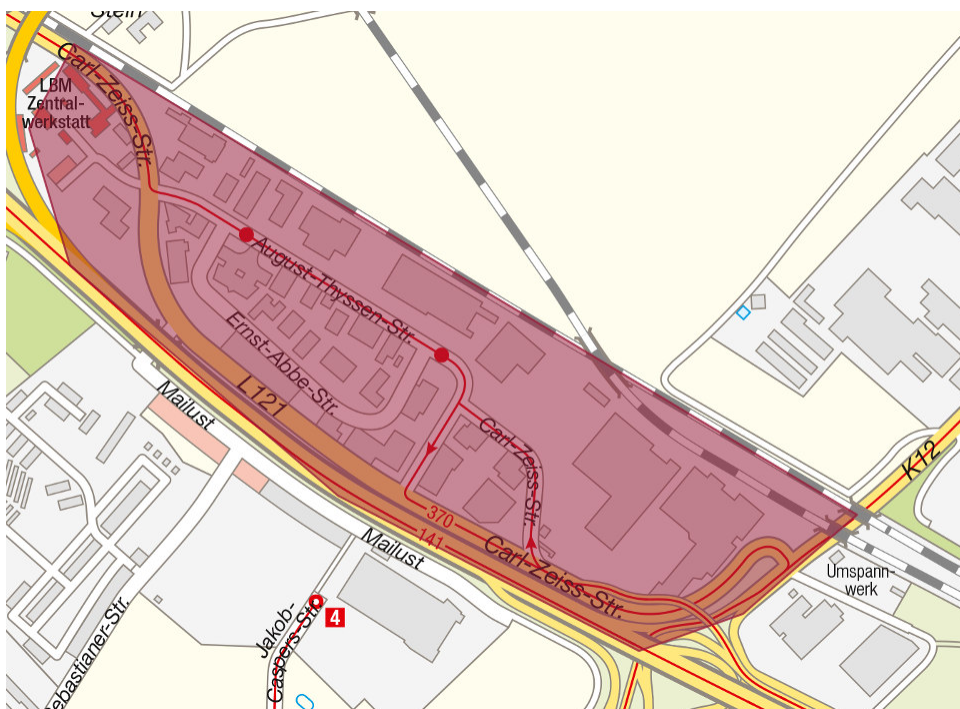 Stein
Carl-Zeiss-Str.
LBM
Zentral-
werkstatt
August-Thyssen-Str.
Ernst-Abbe-Str.
L121
Mailust
Carl-Zeiss-Str.
K12
370
141
Carl-Zeiss-Str.
Mailust
Umspann-
werk
4
Jakob-
Caspers-Str.
ebastianer-Str.